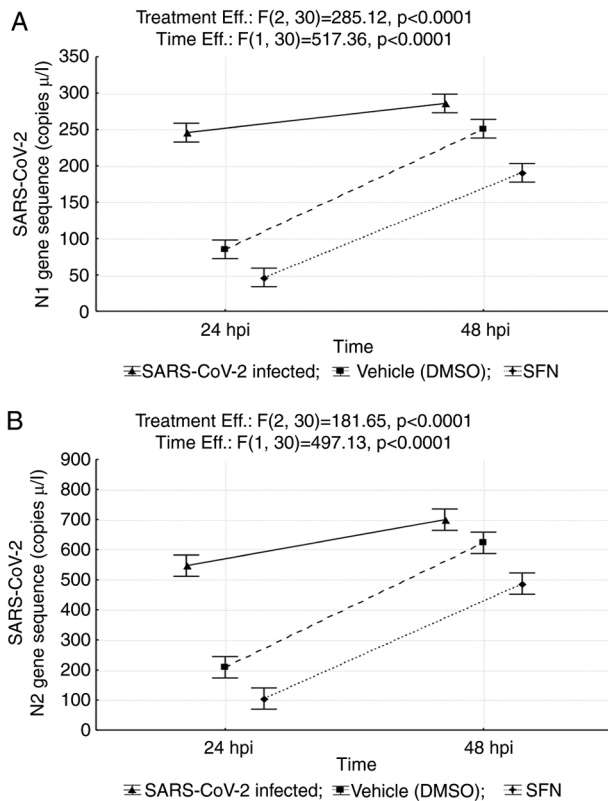 A
Treatment Eff.: F(2, 30)=285.12, p<0.0001
Time Eff.: F(1, 30)=517.36, p<0.0001
350
300
250
200
150
100
50
0
SARS-CoV-2
N1 gene sequence (copies µ/l)
24 hpi
48 hpi
Time
SARS-CoV-2 infected; Vehicle (DMSO); SFN
B
Treatment Eff.: F(2, 30)=181.65, p<0.0001
Time Eff.: F(1, 30)=497.13, p<0.0001
900
800
700
600
500
400
300
200
100
0
SARS-CoV-2
N2 gene sequence (copies µ/l)
24 hpi
48 hpi
Time
SARS-CoV-2 infected; Vehicle (DMSO); SFN